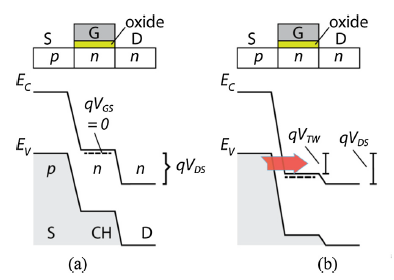 oxide
S G D
p n n
E_C
qV_GS
= 0
E_V
p n n
qV_DS
S CH D
(a)
oxide
S G D
p n n
E_C
qV_TW qV_DS
E_V
(b)